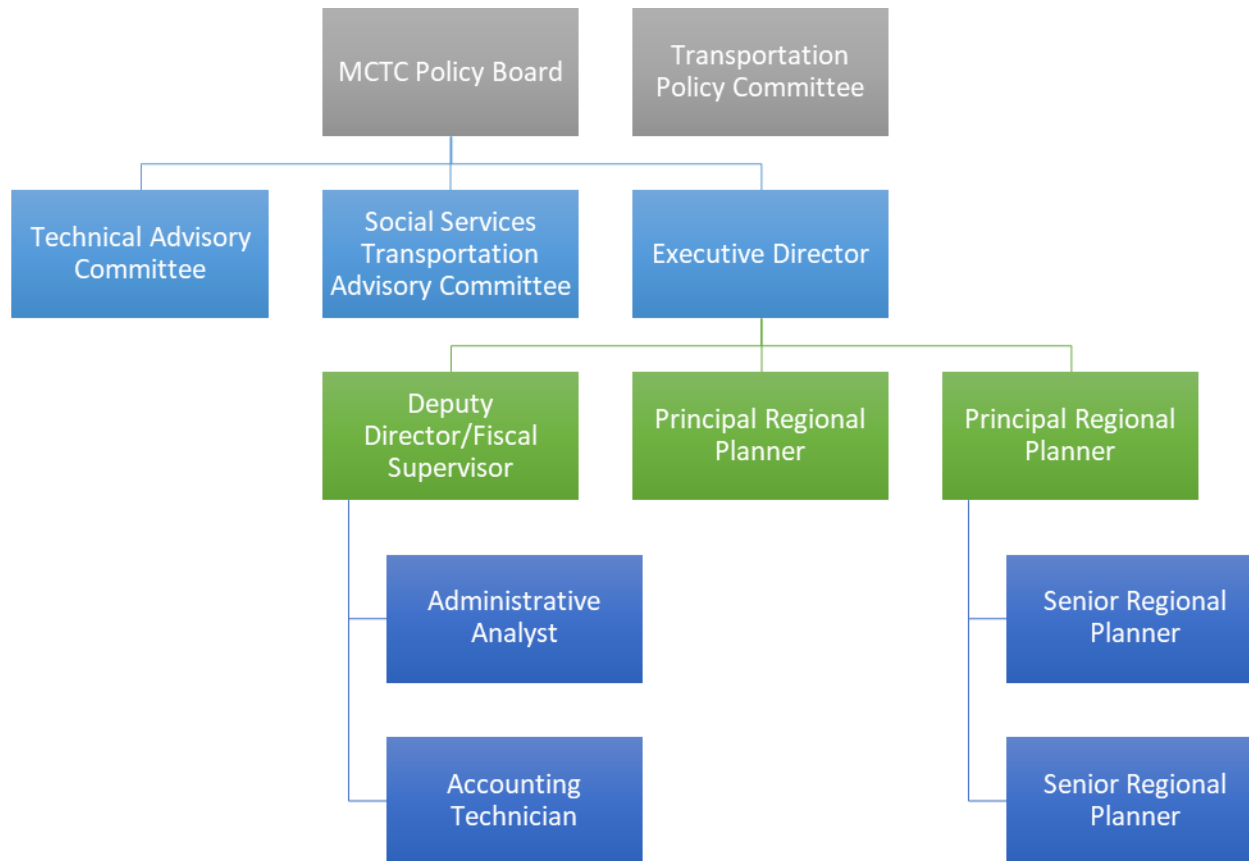 MCTC Policy Board
Transportation
Policy Committee
Technical Advisory
Committee
Social Services
Transportation
Advisory Committee
Executive Director
Deputy
Director/Fiscal
Supervisor
Principal Regional
Planner
Principal Regional
Planner
Administrative
Analyst
Senior Regional
Planner
Accounting
Technician
Senior Regional
Planner